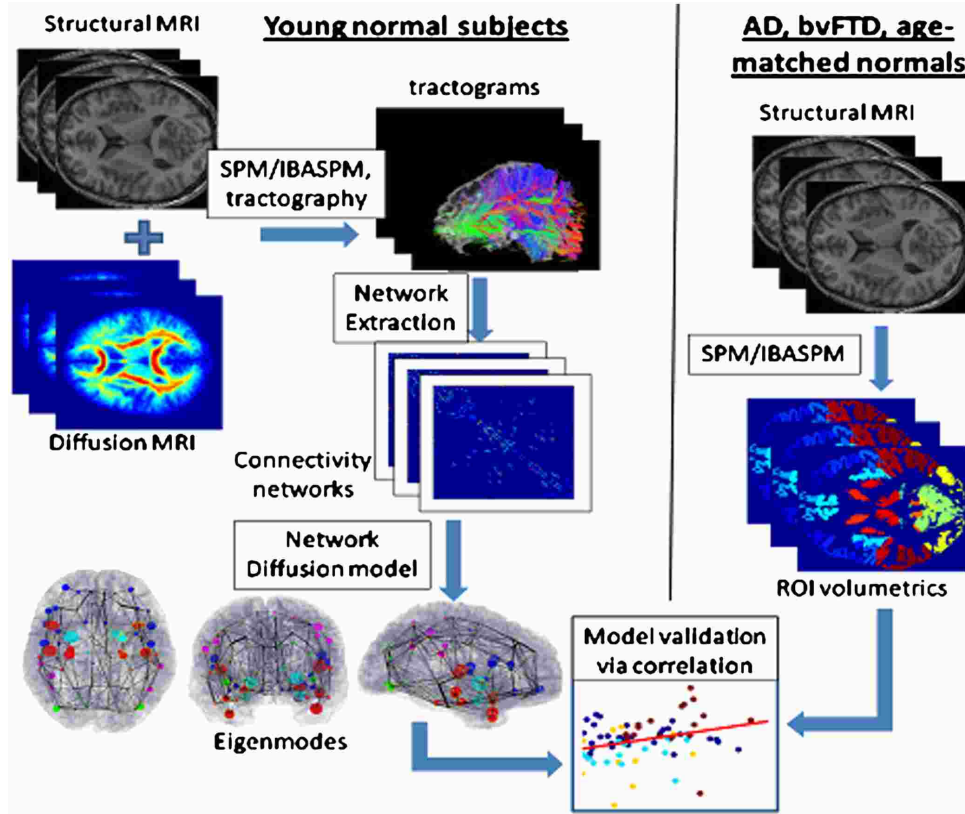 Structural MRI
Young normal subjects
AD, bvFTD, age-
matched normals
tractograms
Structural MRI
SPM/IBASPM,
tractography
Network
Extraction
SPM/IBASPM
Diffusion MRI
Connectivity
networks
Network
Diffusion model
ROI volumetrics
Model validation
via correlation
Eigenmodes